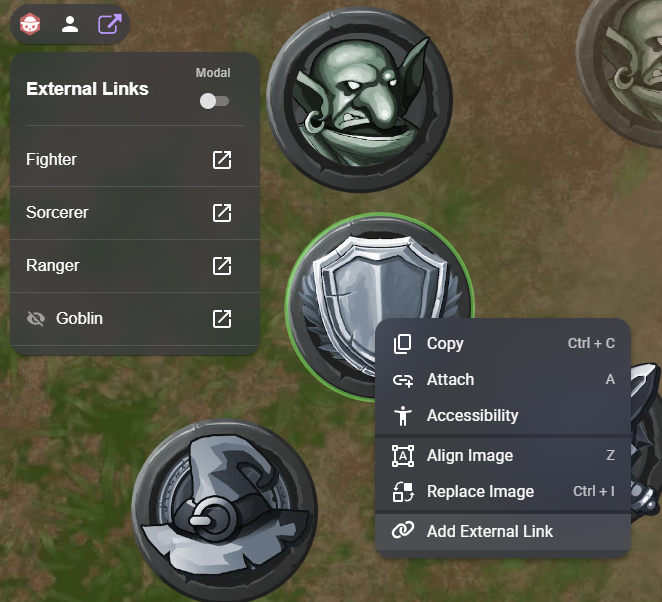 Modal
External Links
Fighter
Sorcerer
Ranger
Goblin
Copy Ctrl + C
Attach A
Accessibility
Align Image Z
Replace Image Ctrl + I
Add External Link